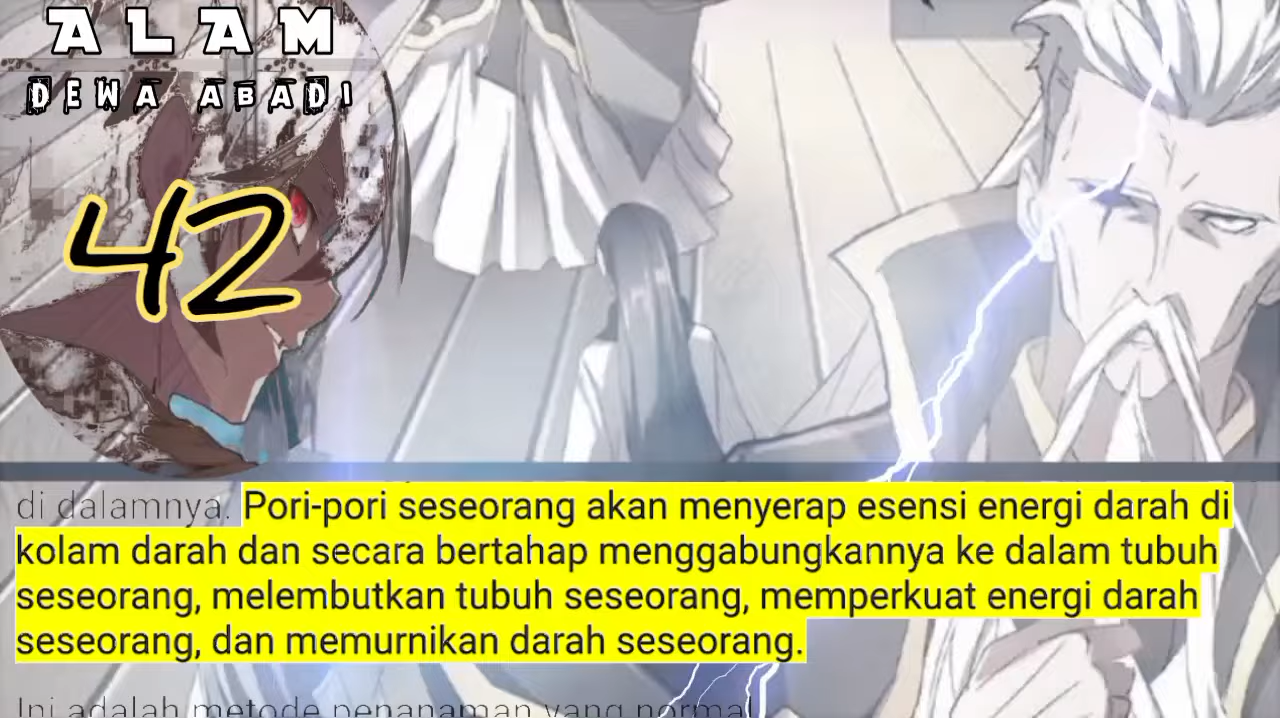 ALAM
DEWA ABADI
42
di dalamnya. Pori-pori seseorang akan menyerap esensi energi darah di
kolam darah dan secara bertahap menggabungkannya ke dalam tubuh
seseorang, melembutkan tubuh seseorang, memperkuat energi darah
seseorang, dan memurnikan darah seseorang.
Ini adalah metode penanaman yang normal